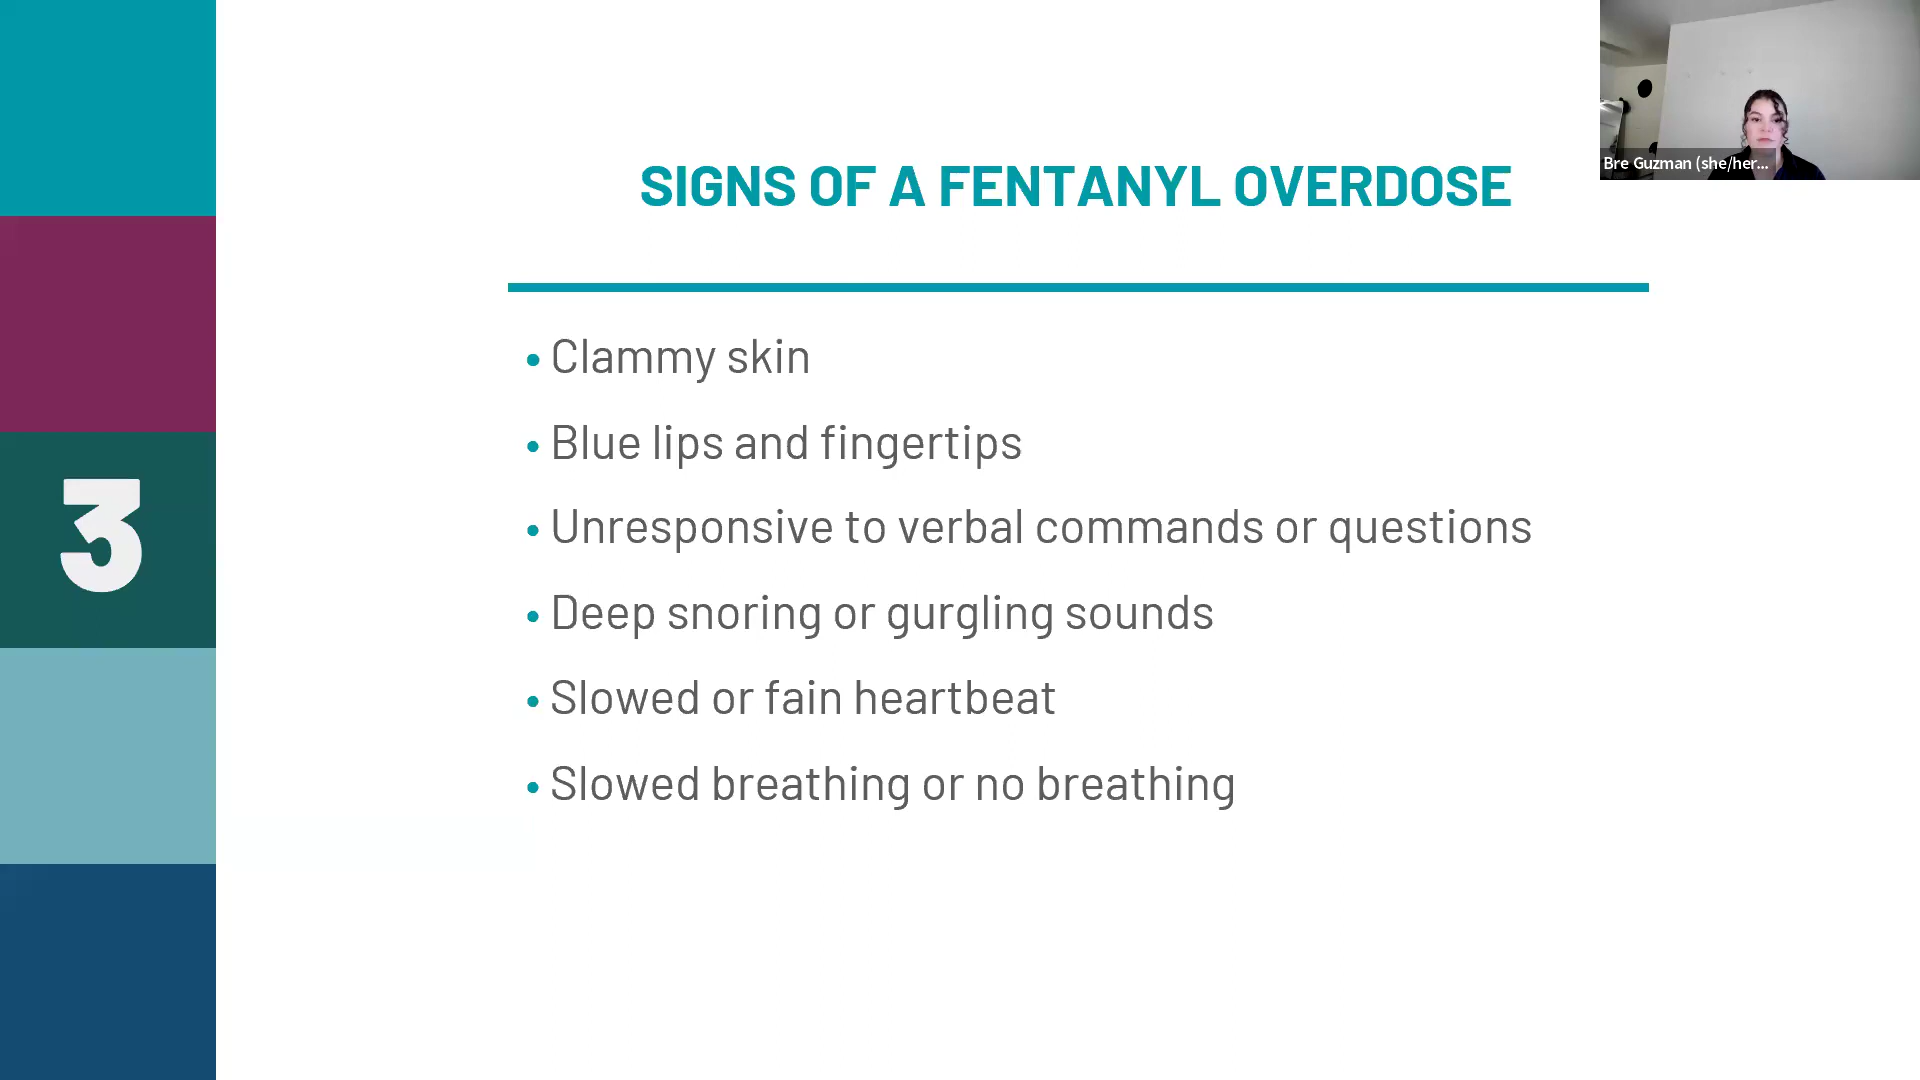 SIGNS OF A FENTANYL OVERDOSE
Bre Guzman (she/her...
3
• Clammy skin
• Blue lips and fingertips
• Unresponsive to verbal commands or questions
• Deep snoring or gurgling sounds
• Slowed or fain heartbeat
• Slowed breathing or no breathing